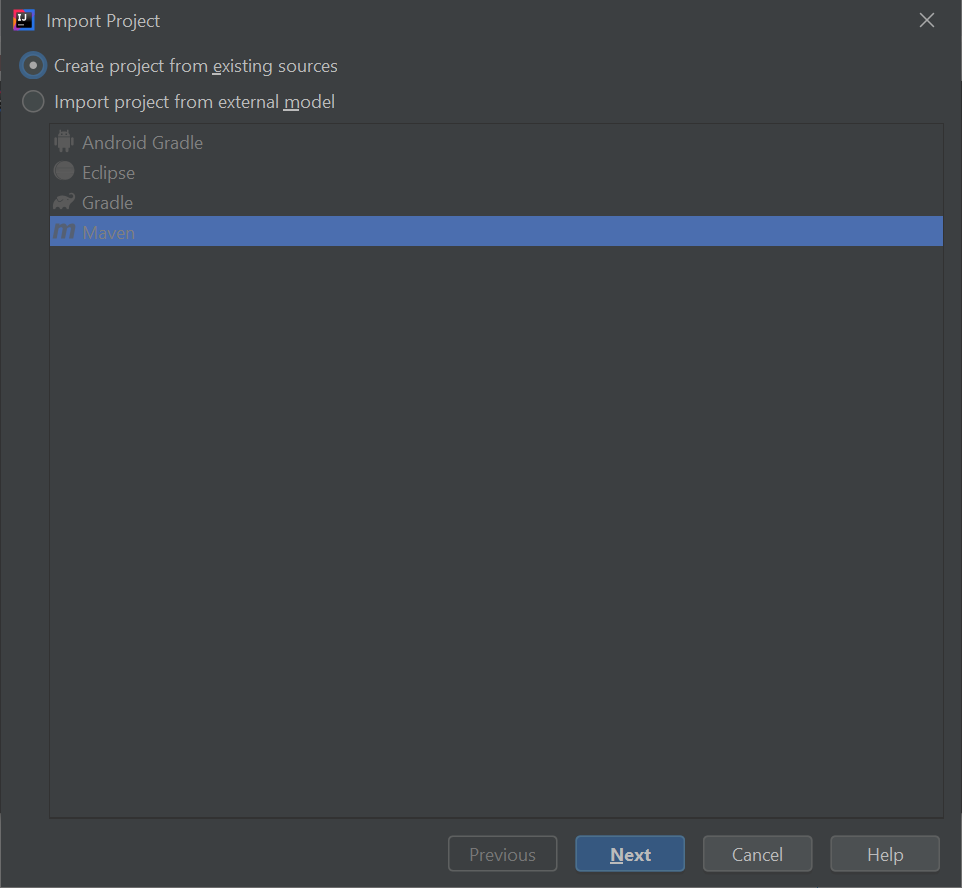 IJ
Import Project
Create project from existing sources
Import project from external model
Android Gradle
Eclipse
Gradle
m Maven
Previous
Next
Cancel
Help